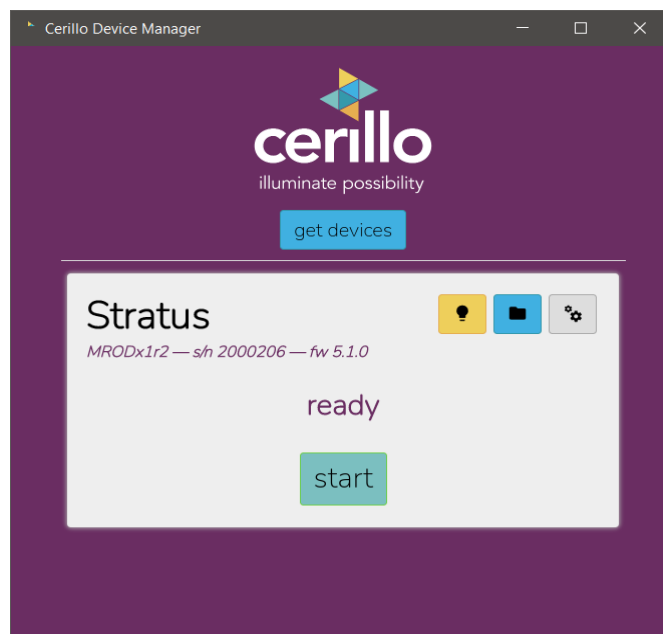 Cerillo Device Manager
cerillo
illuminate possibility
get devices
Stratus
MRODx1r2 — s/n 2000206 — fw 5.1.0
ready
start